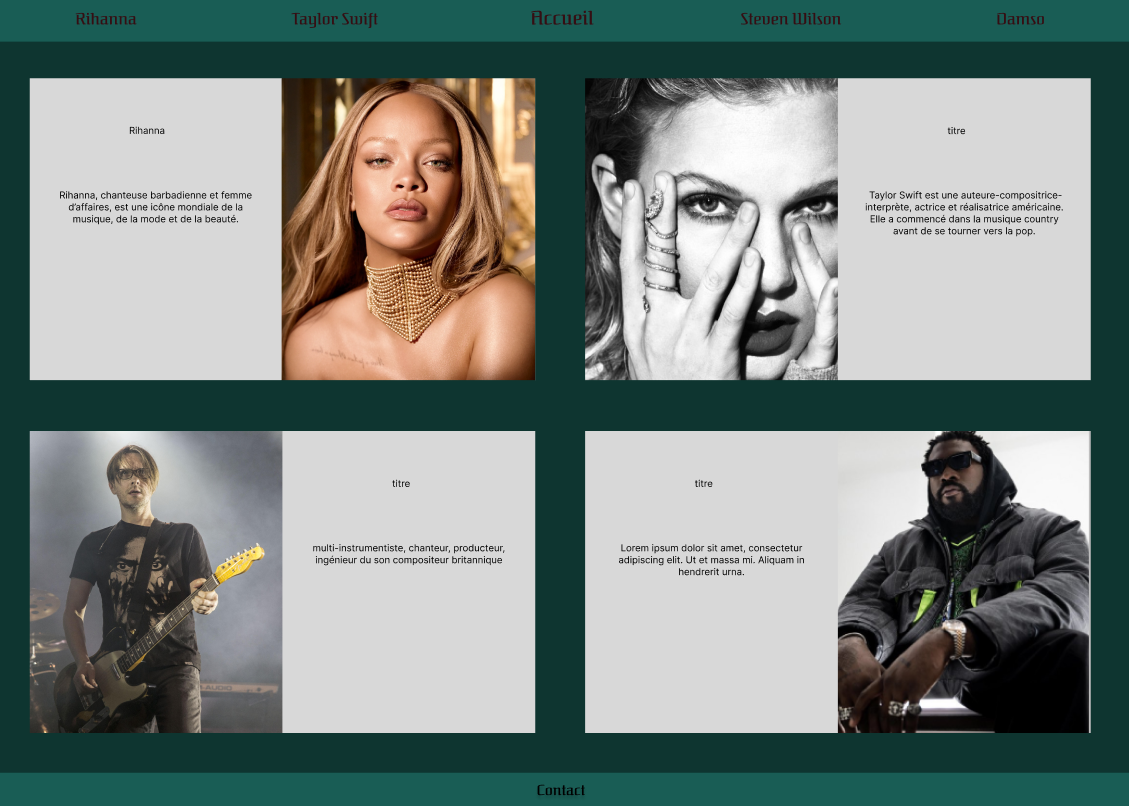 Rihanna
Taylor Swift
Accueil
Steven Wilson
Damso
Rihanna
Rihanna, chanteuse barbadienne et femme
d'affaires, est une icône mondiale de la
musique, de la mode et de la beauté.
titre
Taylor Swift est une auteure-compositrice-
interprète, actrice et réalisatrice américaine.
Elle a commencé dans la musique country
avant de se tourner vers la pop.
titre
multi-instrumentiste, chanteur, producteur,
ingénieur du son compositeur britannique
titre
Lorem ipsum dolor sit amet, consectetur
adipiscing elit. Ut et massa mi. Aliquam in
hendrerit urna.
Contact